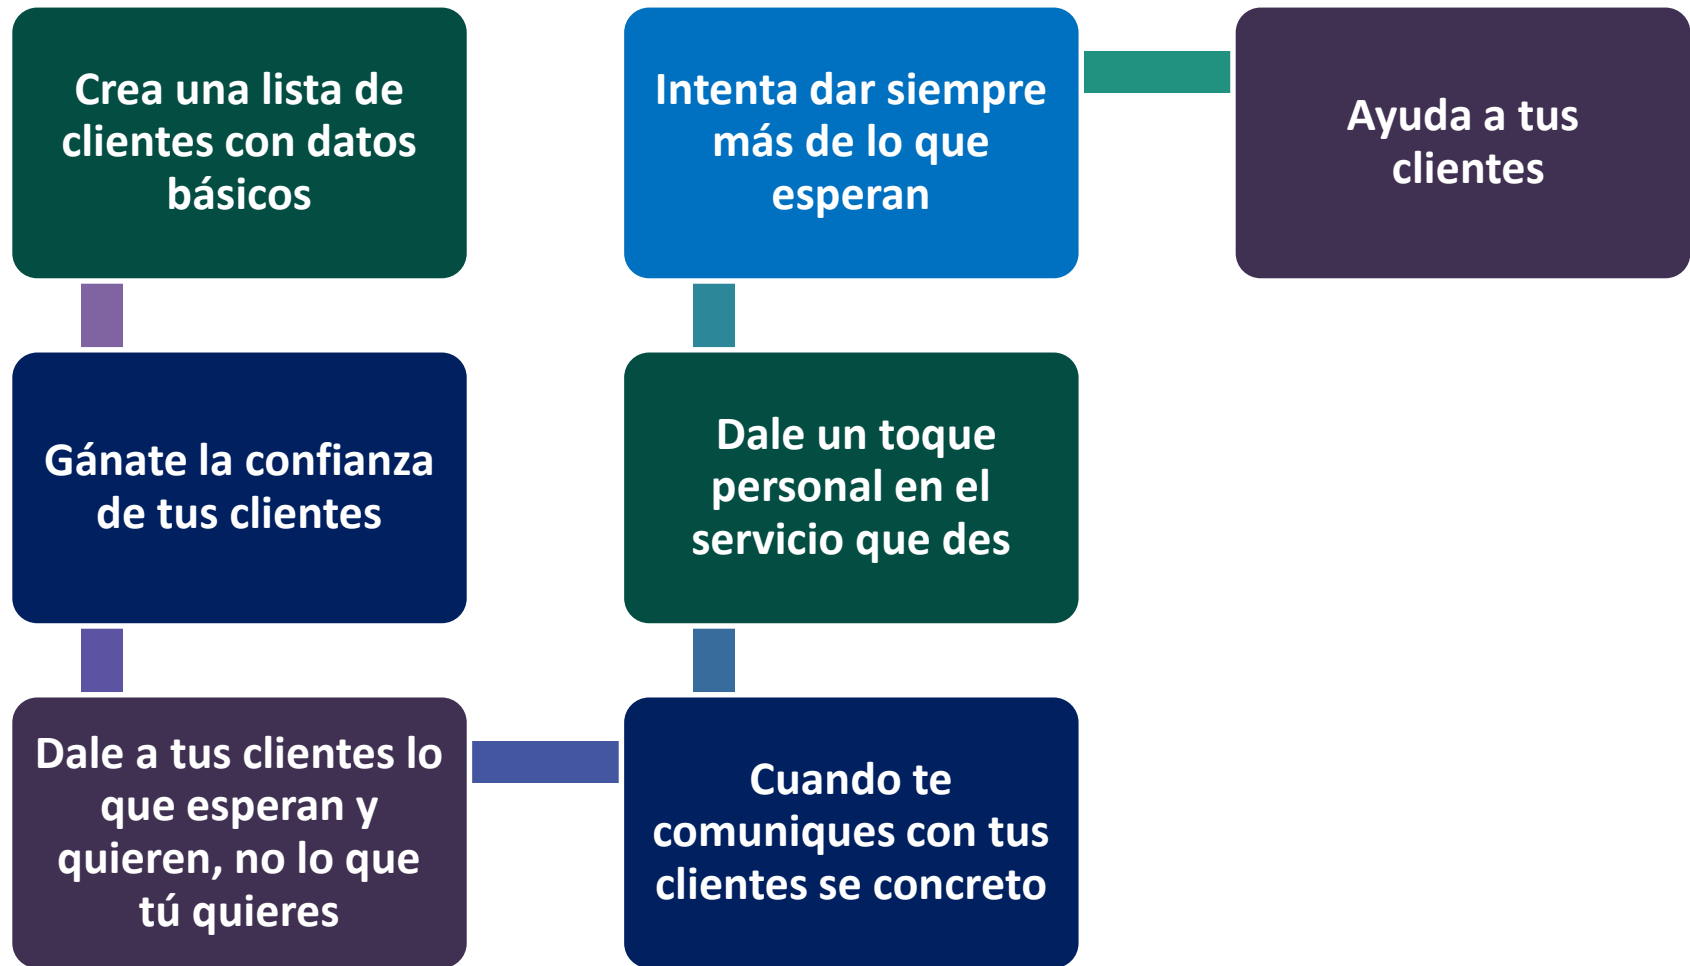 Crea una lista de
clientes con datos
básicos
Gánate la confianza
de tus clientes
Dale a tus clientes lo
que esperan y
quieren, no lo que
tú quieres
Cuando te
comuniques con tus
clientes se concreto
Dale un toque
personal en el
servicio que des
Intenta dar siempre
más de lo que
esperan
Ayuda a tus
clientes